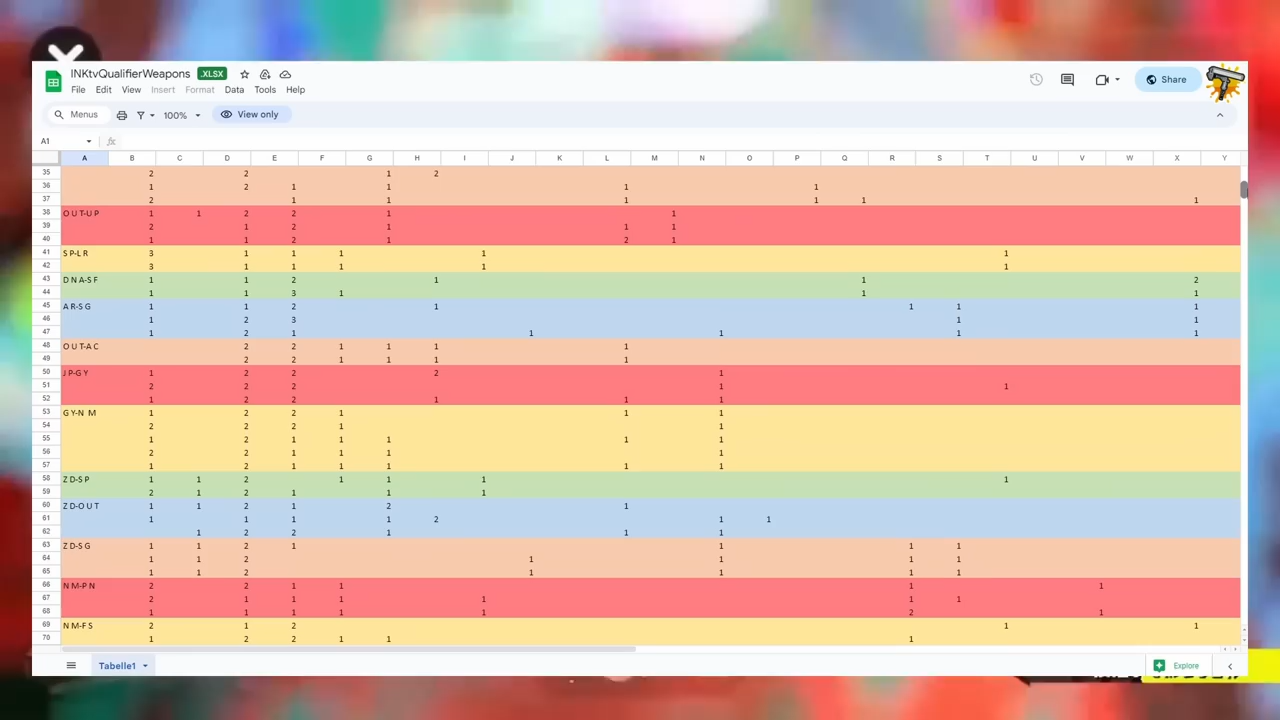 INKtvQualifierWeapons .XLSX
File Edit View Insert Format Data Tools Help
Share
Menus 100% View only
A1 fx
A B C D E F G H I J K L M N O P Q R S T U V W X Y
35 2 2 1 2
36 1 2 1 1 1 1
37 2 1 1 1 1 1 1
38 OUT-UP 1 1 2 2 1 1
39 2 1 2 1 1 1
40 1 1 2 1 2 1
41 SP-LR 3 1 1 1 1 1
42 3 1 1 1 1 1
43 DNA-SF 1 1 2 1 1 2
44 1 1 3 1 1 1
45 AR-SG 1 1 2 1 1 1 1
46 1 2 3 1 1
47 1 2 1 1 1 1 1
48 OUT-AC 2 2 1 1 1 1
49 2 2 1 1 1 1
50 JP-GY 1 2 2 2 1
51 2 2 2 1 1
52 1 2 2 1 1 1
53 GY-NM 1 2 2 1 1 1
54 2 2 2 1 1
55 1 2 1 1 1 1 1
56 2 2 1 1 1 1
57 1 2 1 1 1 1 1
58 ZD-SP 1 1 2 1 1 1 1
59 2 1 2 1 1 1
60 ZD-OUT 1 1 2 1 2 1
61 1 1 1 1 2 1 1
62 1 2 2 1 1 1
63 ZD-SG 1 1 2 1 1 1 1
64 1 1 2 1 1 1 1
65 1 1 2 1 1 1 1
66 NM-PN 2 2 1 1 1 1
67 2 1 1 1 1 1 1
68 1 1 1 1 1 2 1
69 NM-FS 2 1 2 1 1
70 1 2 2 1 1 1
Tabelle1 Explore